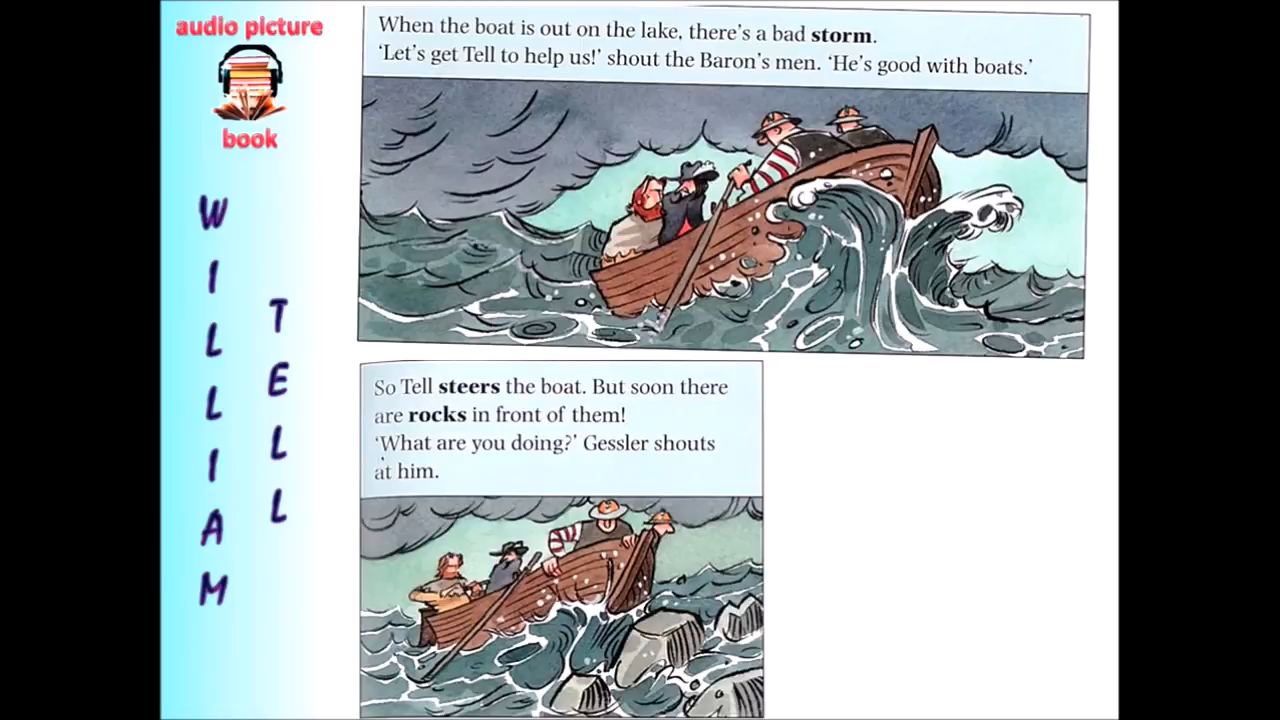 audio picture
book
WILLIAM
TELL
When the boat is out on the lake, there's a bad storm.
'Let's get Tell to help us!' shout the Baron's men. 'He's good with boats.'
So Tell steers the boat. But soon there
are rocks in front of them!
'What are you doing?' Gessler shouts
at him.